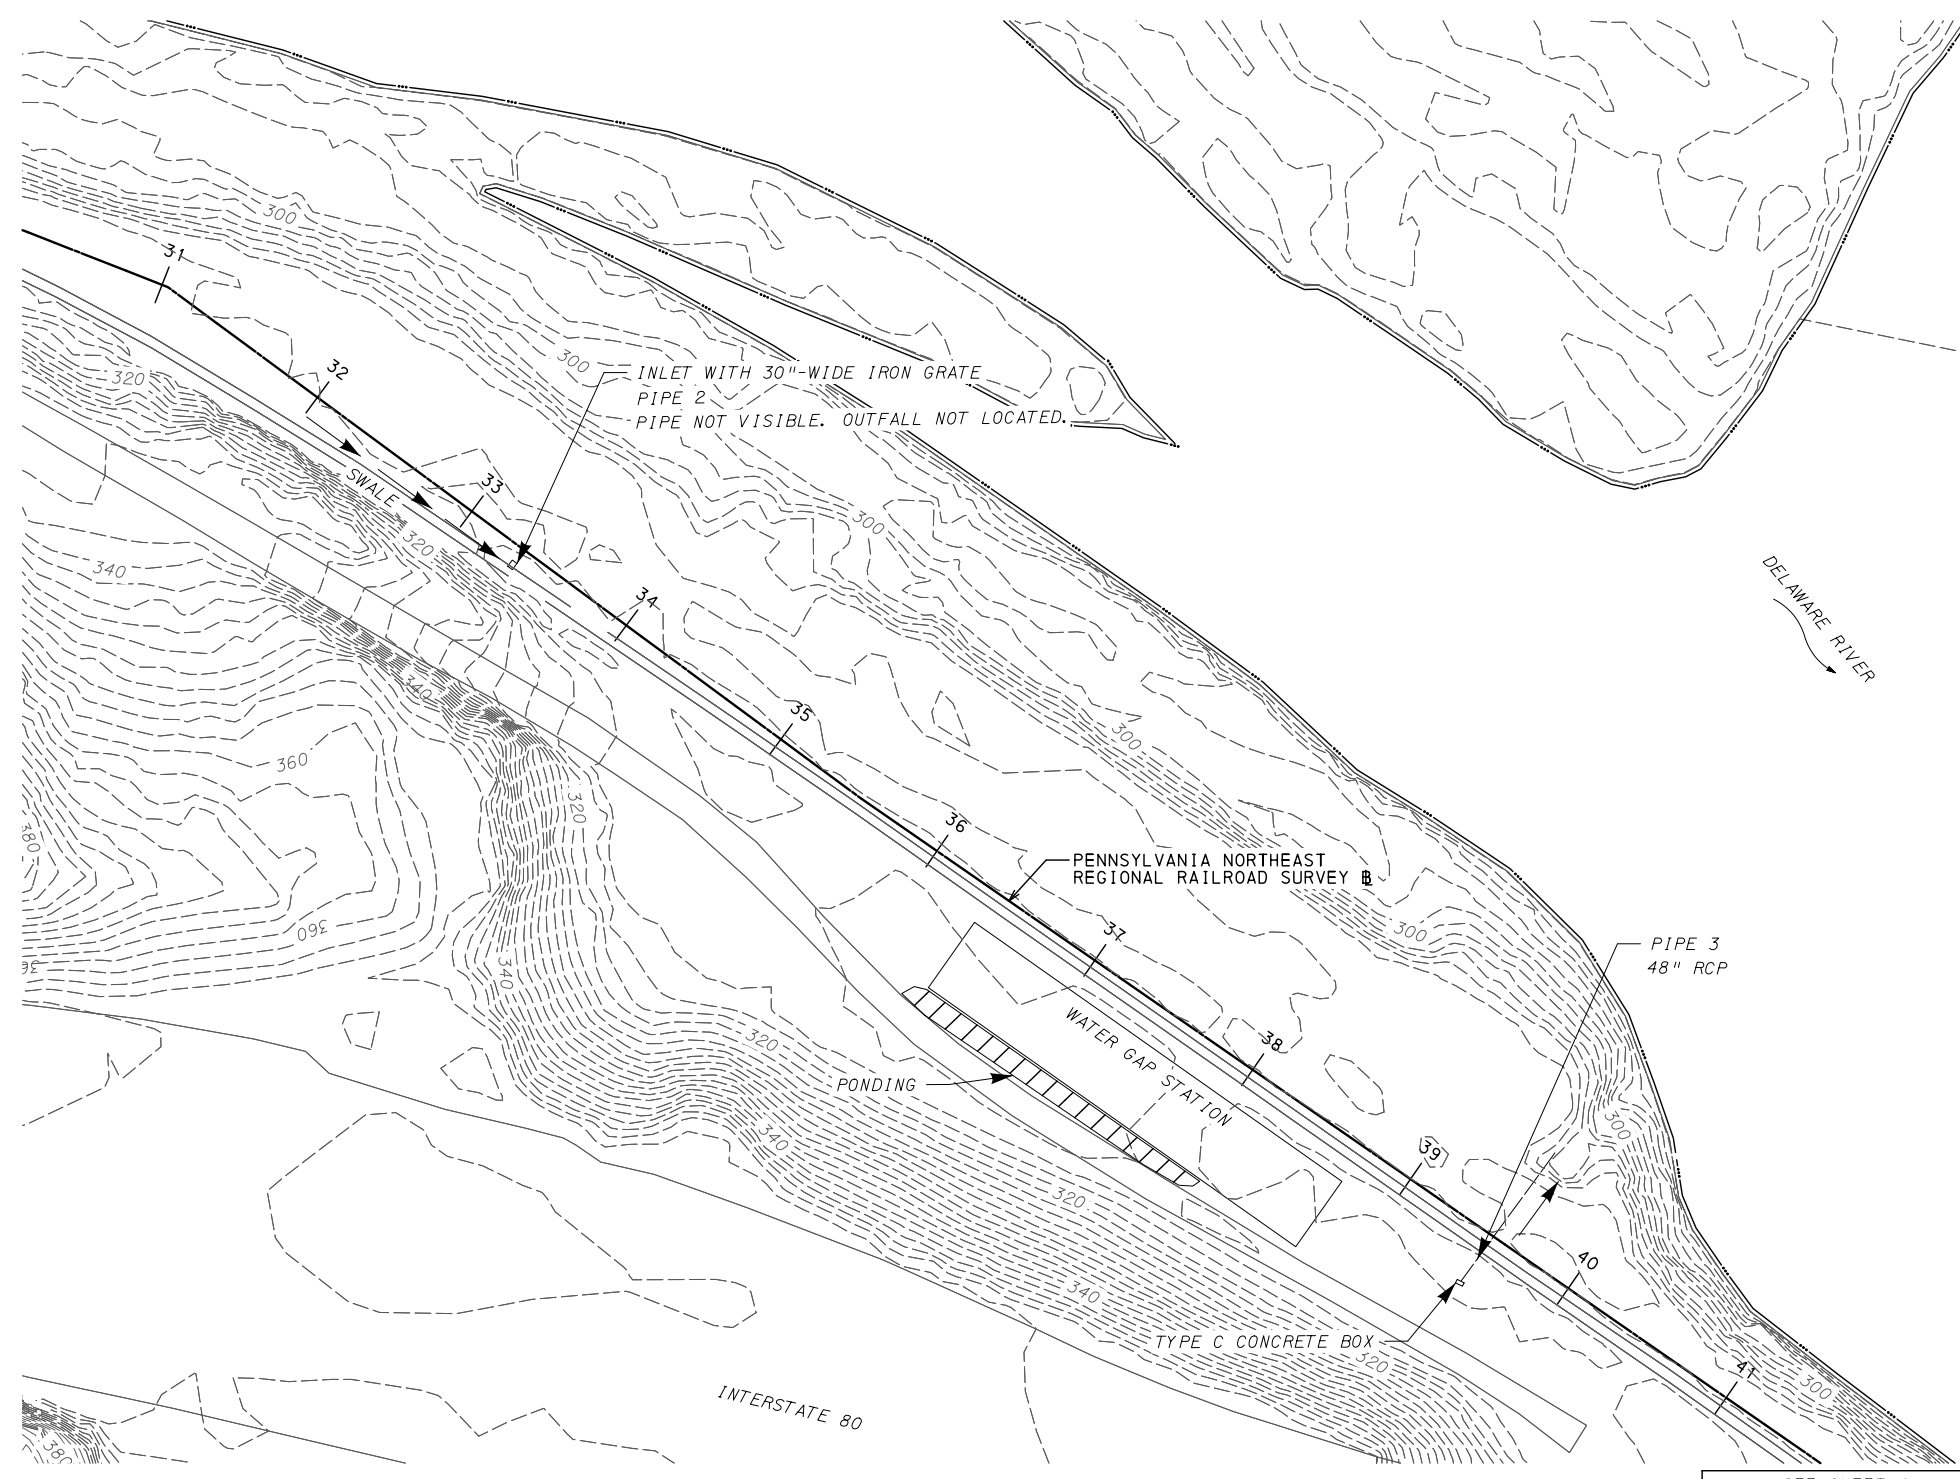 300
31
300
320
32
INLET WITH 30"-WIDE IRON GRATE
PIPE 2
PIPE NOT VISIBLE. OUTFALL NOT LOCATED.
33
SWALE
300
320
340
34
DELAWARE RIVER
340
35
300
360
320
380
36
PENNSYLVANIA NORTHEAST
REGIONAL RAILROAD SURVEY
360
300
37
PIPE 3
48" RCP
340
WATER GAP STATION
320
38
PONDING
300
340
39
320
40
340
TYPE C CONCRETE BOX
320
41
300
INTERSTATE 80
380